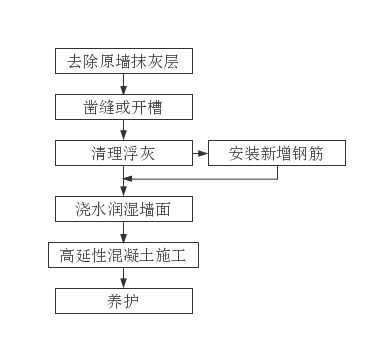 去除原墙抹灰层
凿缝或开槽
清理浮灰
安装新增钢筋
浇水润湿墙面
高延性混凝土施工
养护